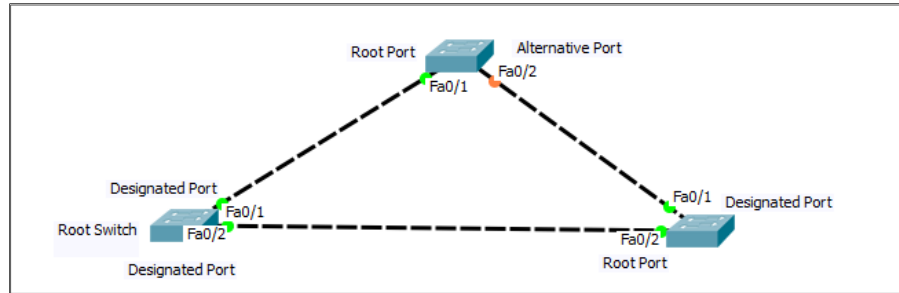 Root Port
Alternative Port
Fa0/1
Fa0/2
Designated Port
Fa0/1
Root Switch
Fa0/2
Designated Port
Fa0/1
Designated Port
Fa0/2
Root Port